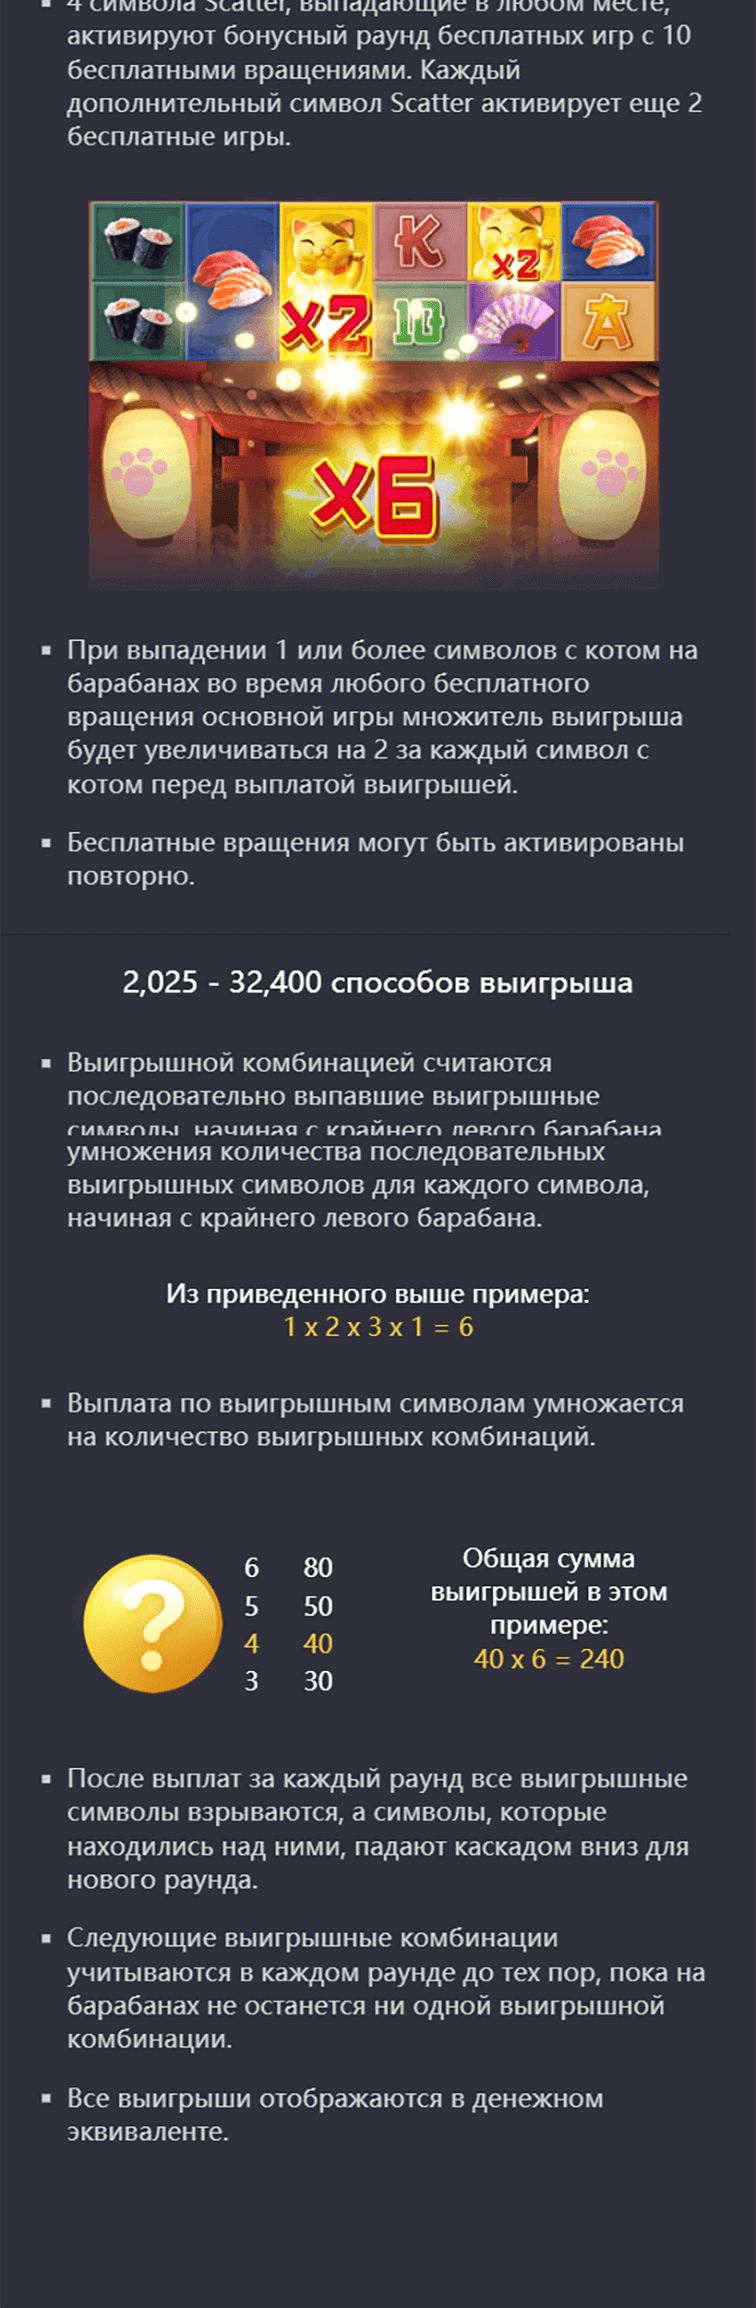 4 символа Scatter, выпадающие в любом месте,
активируют бонусный раунд бесплатных игр с 10
бесплатными вращениями. Каждый
дополнительный символ Scatter активирует еще 2
бесплатные игры.
K
x2
x2
10
A
x6
При выпадении 1 или более символов с котом на
барабанах во время любого бесплатного
вращения основной игры множитель выигрыша
будет увеличиваться на 2 за каждый символ с
котом перед выплатой выигрышей.
Бесплатные вращения могут быть активированы
повторно.
2,025 - 32,400 способов выигрыша
Выигрышной комбинацией считаются
последовательно выпавшие выигрышные
символы, начиная с крайнего левого барабана
умножения количества последовательных
выигрышных символов для каждого символа,
начиная с крайнего левого барабана.
Из приведенного выше примера:
1 x 2 x 3 x 1 = 6
Выплата по выигрышным символам умножается
на количество выигрышных комбинаций.
?
6 80
5 50
4 40
3 30
Общая сумма
выигрышей в этом
примере:
40 x 6 = 240
После выплат за каждый раунд все выигрышные
символы взрываются, а символы, которые
находились над ними, падают каскадом вниз для
нового раунда.
Следующие выигрышные комбинации
учитываются в каждом раунде до тех пор, пока на
барабанах не останется ни одной выигрышной
комбинации.
Все выигрыши отображаются в денежном
эквиваленте.